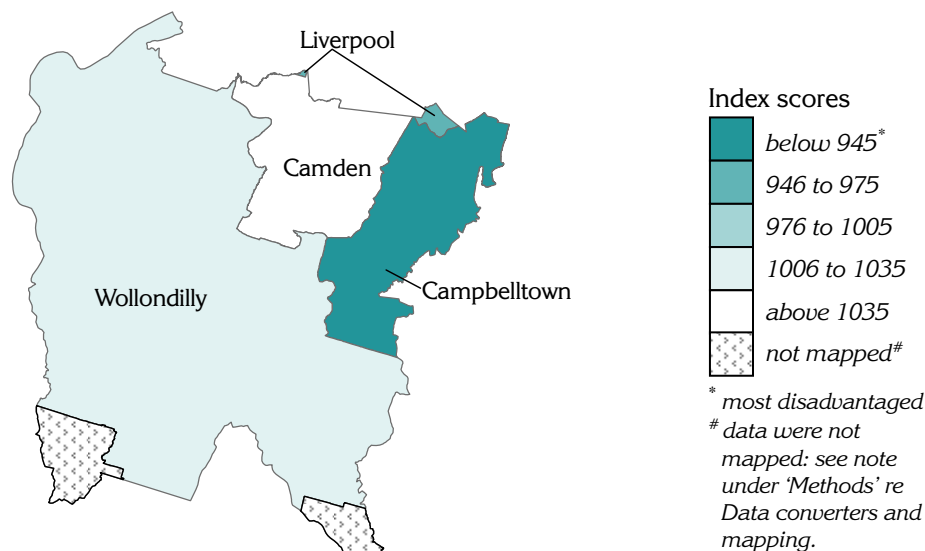 Liverpool
Camden
Wollondilly
Campbelltown
Index scores
below 945*
946 to 975
976 to 1005
1006 to 1035
above 1035
not mapped#
* most disadvantaged
# data were not
mapped: see note
under ‘Methods’ re
Data converters and
mapping.